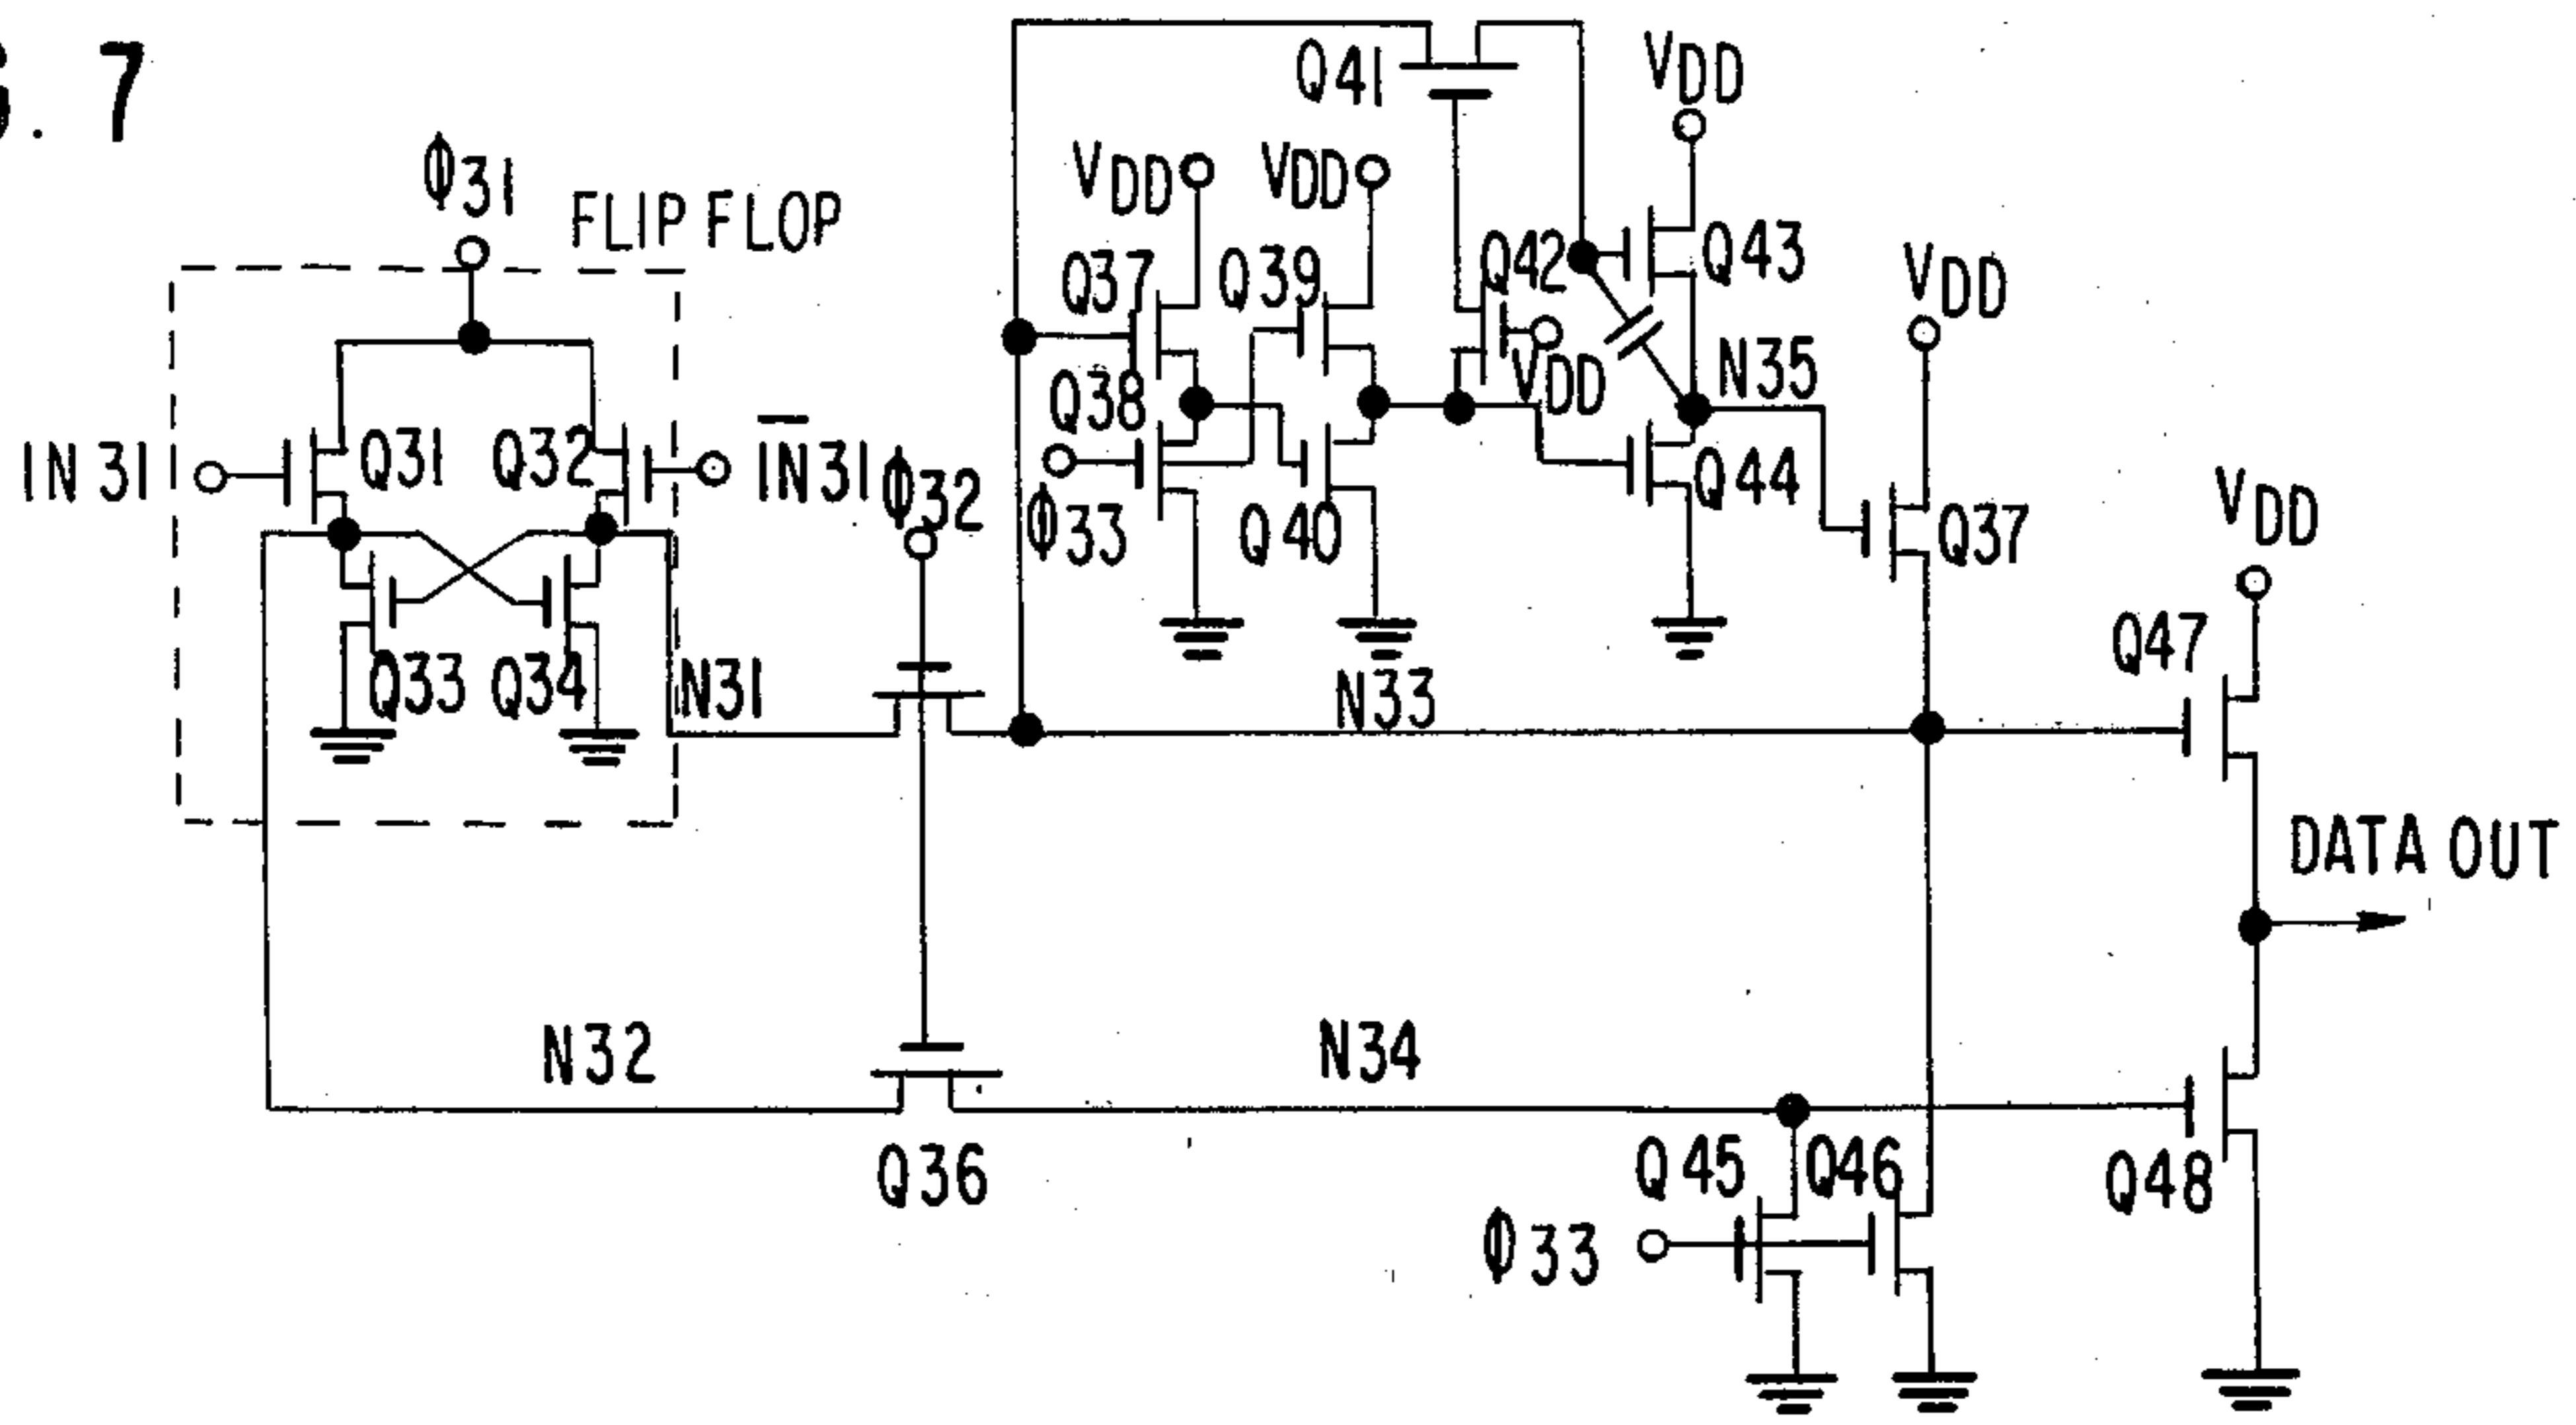 G. 7
Φ31
FLIP FLOP
IN31
Q31
Q32
IN̅31
Q33
Q34
N31
Φ32
Q41
VDD
VDD
VDD
Q37
Q39
Q42
Q43
VDD
Q38
VDD
N35
Φ33
Q40
Q44
Q37
VDD
N33
Q47
DATA OUT
N32
N34
Q36
Q45
Q46
Q48
Φ33